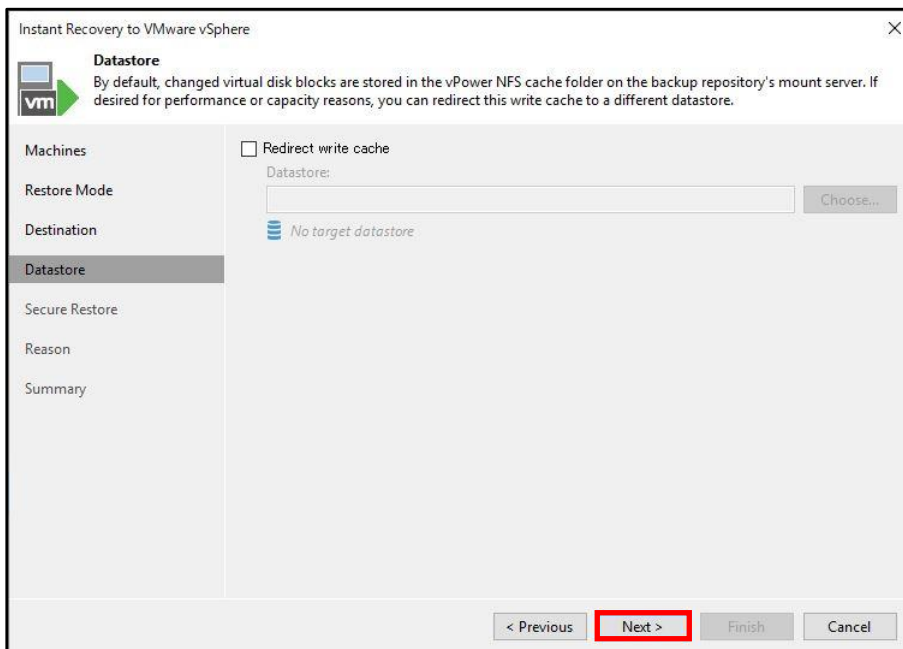 Instant Recovery to VMware vSphere
Datastore
By default, changed virtual disk blocks are stored in the vPower NFS cache folder on the backup repository's mount server. If
desired for performance or capacity reasons, you can redirect this write cache to a different datastore.
vm
Machines
Restore Mode
Destination
Datastore
Secure Restore
Reason
Summary
Redirect write cache
Datastore:
Choose...
No target datastore
< Previous
Next >
Finish
Cancel